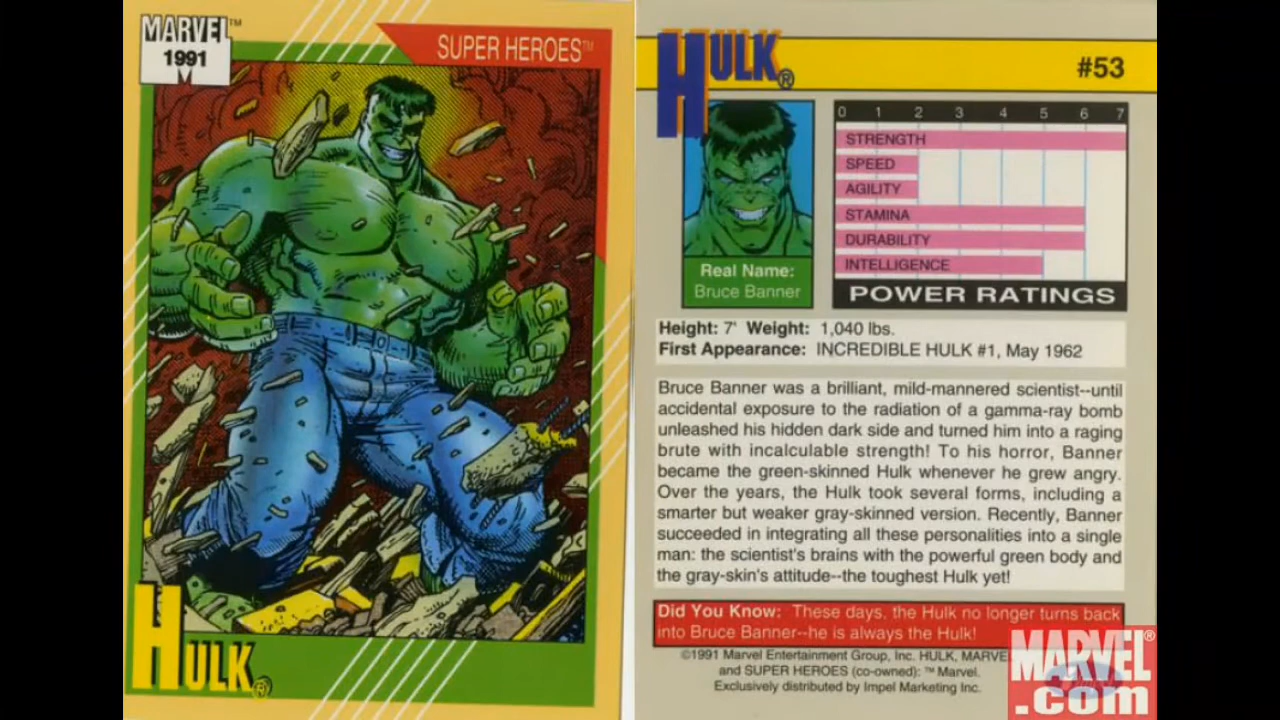 MARVEL™
1991
SUPER HEROES™
HULK®
HULK®
#53
0 1 2 3 4 5 6 7
STRENGTH
SPEED
AGILITY
STAMINA
DURABILITY
INTELLIGENCE
POWER RATINGS
Real Name:
Bruce Banner
Height: 7' Weight: 1,040 lbs.
First Appearance: INCREDIBLE HULK #1, May 1962
Bruce Banner was a brilliant, mild-mannered scientist--until
accidental exposure to the radiation of a gamma-ray bomb
unleashed his hidden dark side and turned him into a raging
brute with incalculable strength! To his horror, Banner
became the green-skinned Hulk whenever he grew angry.
Over the years, the Hulk took several forms, including a
smarter but weaker gray-skinned version. Recently, Banner
succeeded in integrating all these personalities into a single
man: the scientist's brains with the powerful green body and
the gray-skin's attitude--the toughest Hulk yet!
Did You Know: These days, the Hulk no longer turns back
into Bruce Banner--he is always the Hulk!
©1991 Marvel Entertainment Group, Inc. HULK, MARVE
and SUPER HEROES (co-owned): ™ Marvel.
Exclusively distributed by Impel Marketing Inc.
MARVEL®
.com